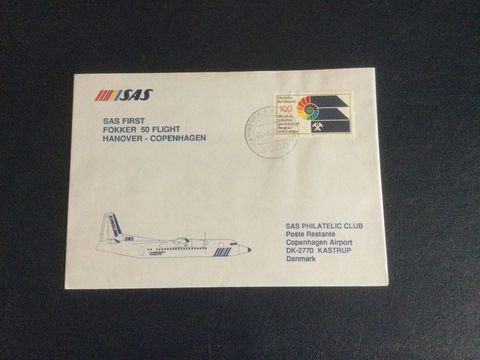 SAS
SAS FIRST
FOKKER 50 FLIGHT
HANOVER - COPENHAGEN
Deutsche
Bundespost
100
SAS PHILATELIC CLUB
Poste Restante
Copenhagen Airport
DK-2770 KASTRUP
Danmark
SAS